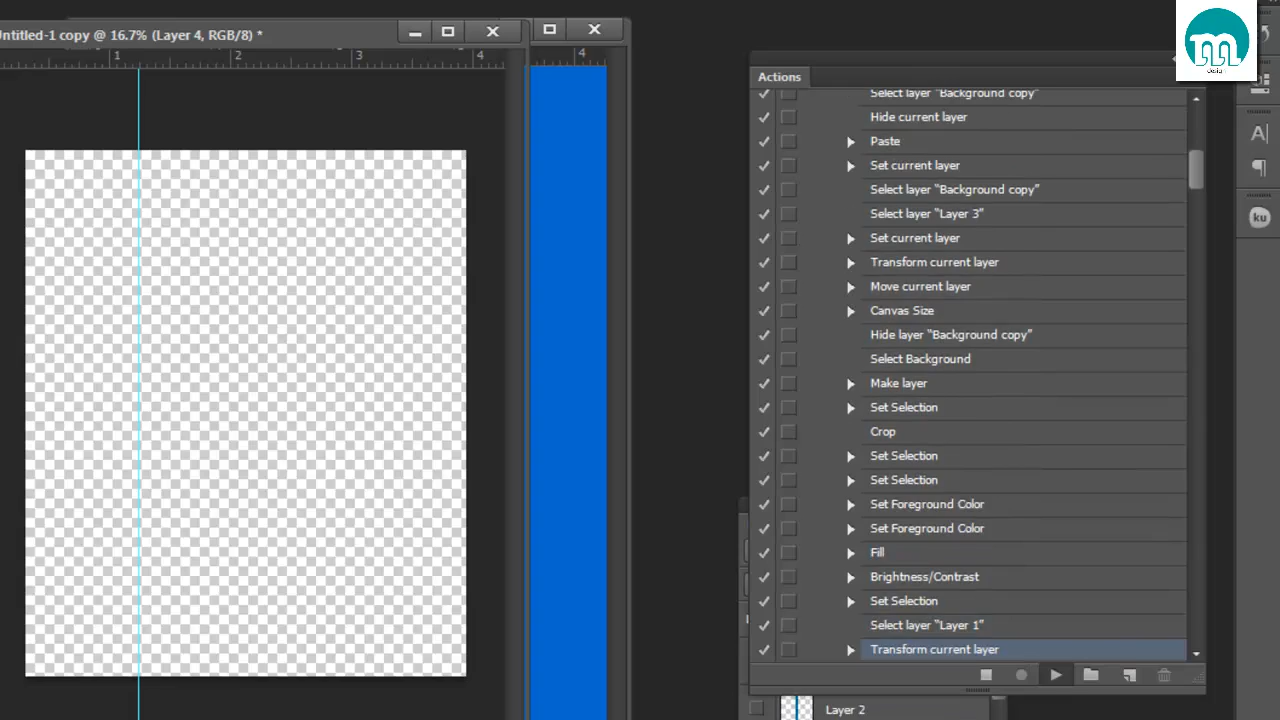 Untitled-1 copy @ 16.7% (Layer 4, RGB/8) *
1 2 3 4
4
m
design
Actions
Select layer "Background copy"
Hide current layer
Paste
Set current layer
Select layer "Background copy"
Select layer "Layer 3"
Set current layer
Transform current layer
Move current layer
Canvas Size
Hide layer "Background copy"
Select Background
Make layer
Set Selection
Crop
Set Selection
Set Selection
Set Foreground Color
Set Foreground Color
Fill
Brightness/Contrast
Set Selection
Select layer "Layer 1"
Transform current layer
Layer 2
A
ku